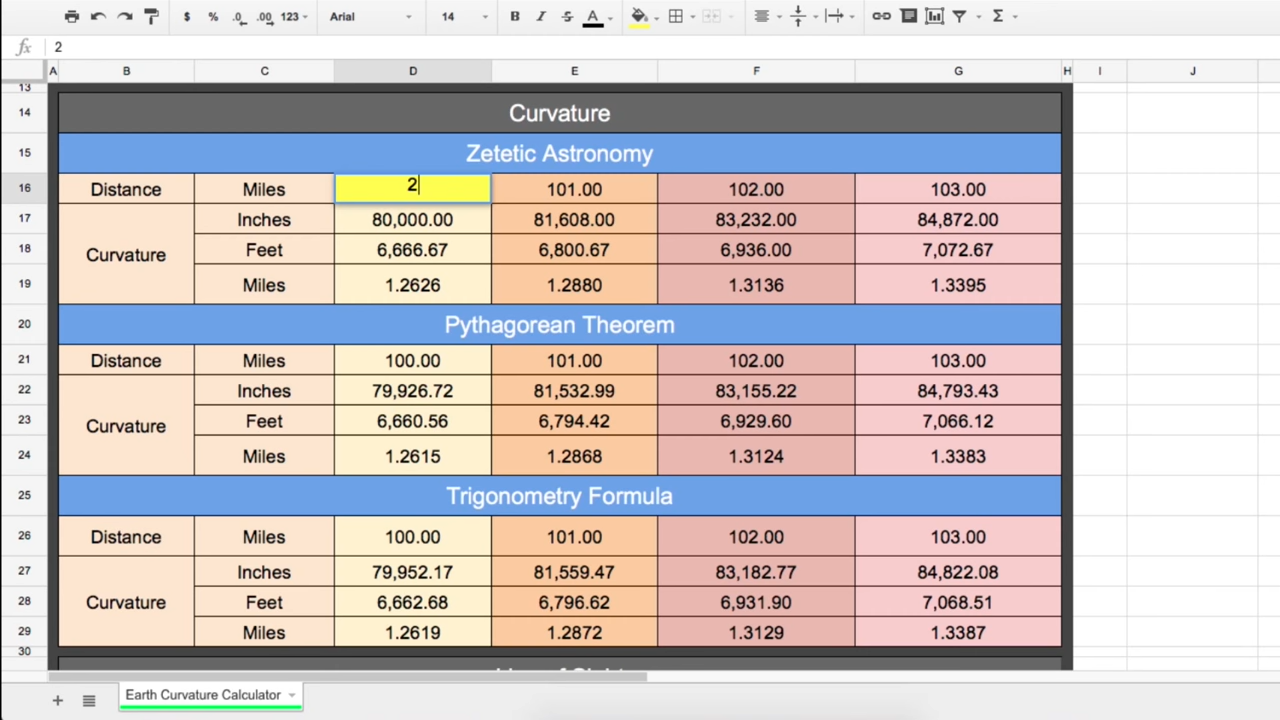 $ % .0 .00 123 Arial 14 B I S A Σ
fx 2
A B C D E F G H I J
13
14 Curvature
15 Zetetic Astronomy
16 Distance Miles 2 101.00 102.00 103.00
17 Inches 80,000.00 81,608.00 83,232.00 84,872.00
18 Curvature Feet 6,666.67 6,800.67 6,936.00 7,072.67
19 Miles 1.2626 1.2880 1.3136 1.3395
20 Pythagorean Theorem
21 Distance Miles 100.00 101.00 102.00 103.00
22 Inches 79,926.72 81,532.99 83,155.22 84,793.43
23 Curvature Feet 6,660.56 6,794.42 6,929.60 7,066.12
24 Miles 1.2615 1.2868 1.3124 1.3383
25 Trigonometry Formula
26 Distance Miles 100.00 101.00 102.00 103.00
27 Inches 79,952.17 81,559.47 83,182.77 84,822.08
28 Curvature Feet 6,662.68 6,796.62 6,931.90 7,068.51
29 Miles 1.2619 1.2872 1.3129 1.3387
30
+ Earth Curvature Calculator